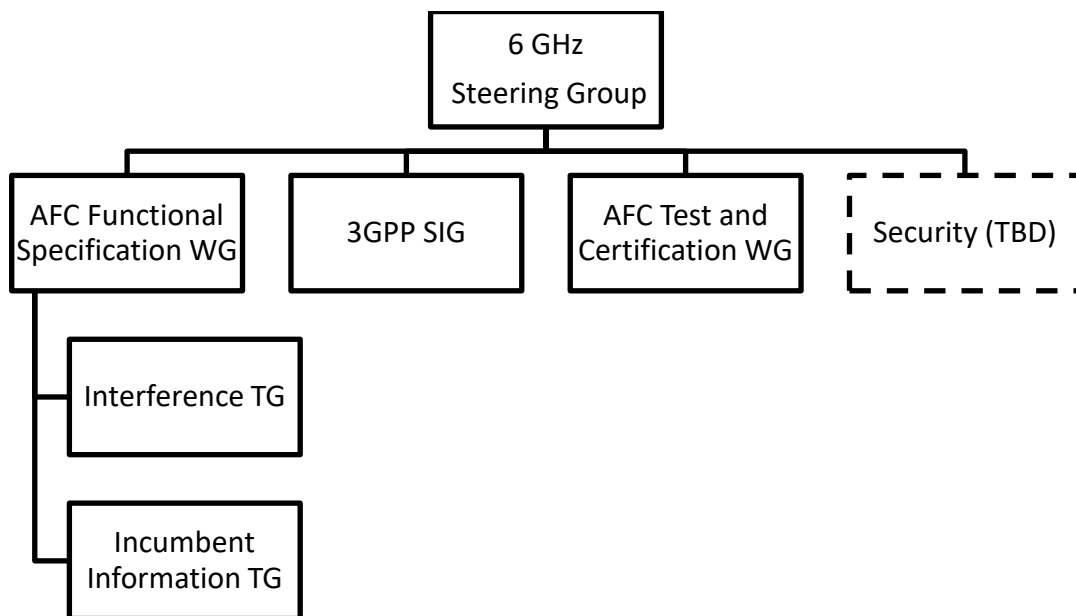 6 GHz
Steering Group
AFC Functional
Specification WG
3GPP SIG
AFC Test and
Certification WG
Security (TBD)
Interference TG
Incumbent
Information TG